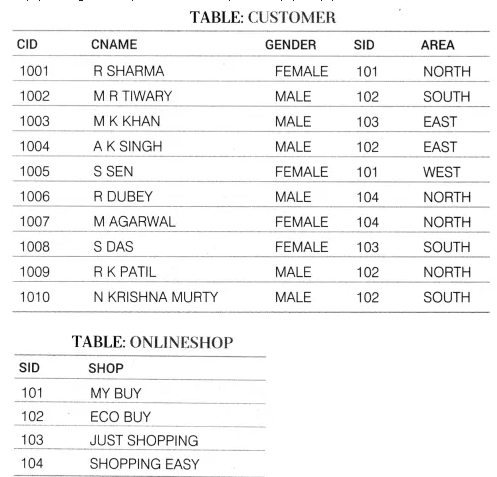 TABLE: CUSTOMER
CID CNAME GENDER SID AREA
1001 R SHARMA FEMALE 101 NORTH
1002 M R TIWARY MALE 102 SOUTH
1003 M K KHAN MALE 103 EAST
1004 A K SINGH MALE 102 EAST
1005 S SEN FEMALE 101 WEST
1006 R DUBEY MALE 104 NORTH
1007 M AGARWAL FEMALE 104 NORTH
1008 S DAS FEMALE 103 SOUTH
1009 R K PATIL MALE 102 NORTH
1010 N KRISHNA MURTY MALE 102 SOUTH
TABLE: ONLINESHOP
SID SHOP
101 MY BUY
102 ECO BUY
103 JUST SHOPPING
104 SHOPPING EASY